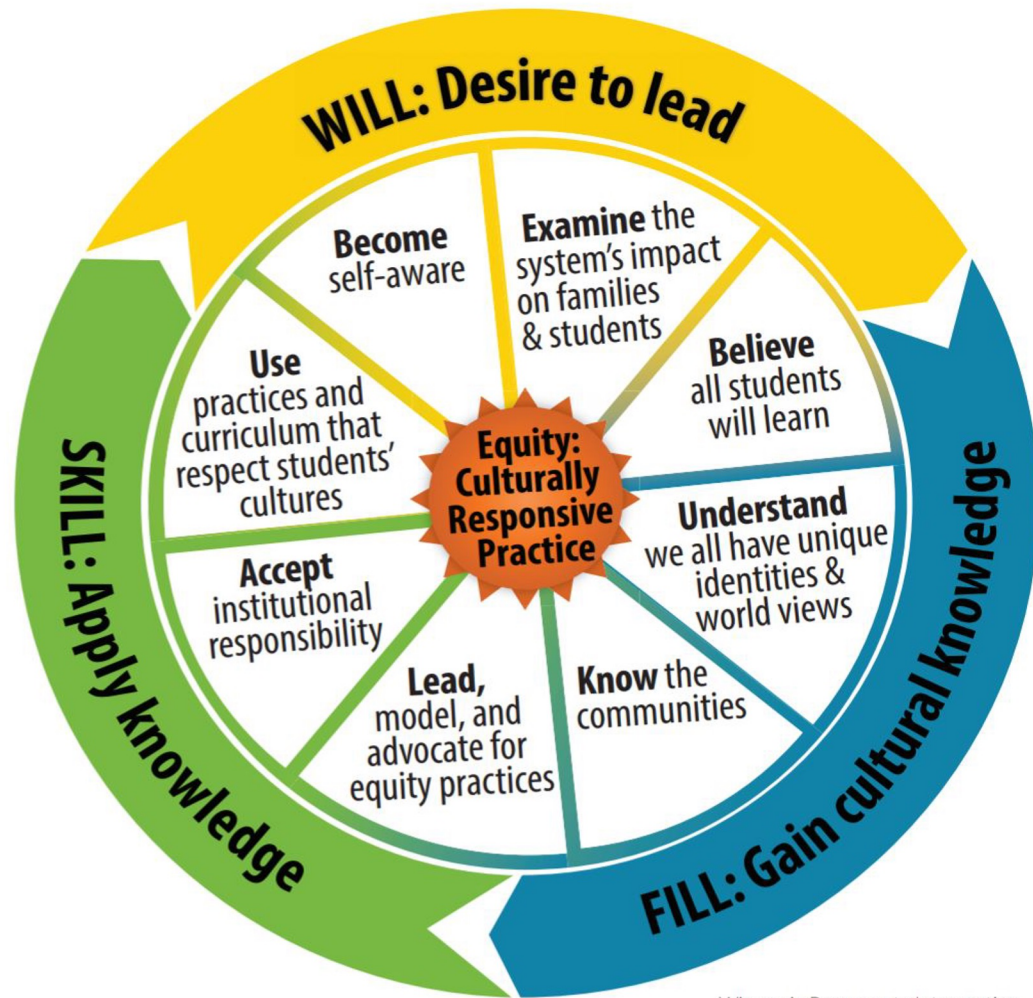 WILL: Desire to lead
Become
self-aware
Examine the
system's impact
on families
& students
Believe
all students
will learn
Understand
we all have unique
identities &
world views
Know the
communities
Lead,
model, and
advocate for
equity practices
Accept
institutional
responsibility
Use
practices and
curriculum that
respect students'
cultures
Equity:
Culturally
Responsive
Practice
FILL: Gain cultural knowledge
SKILL: Apply knowledge